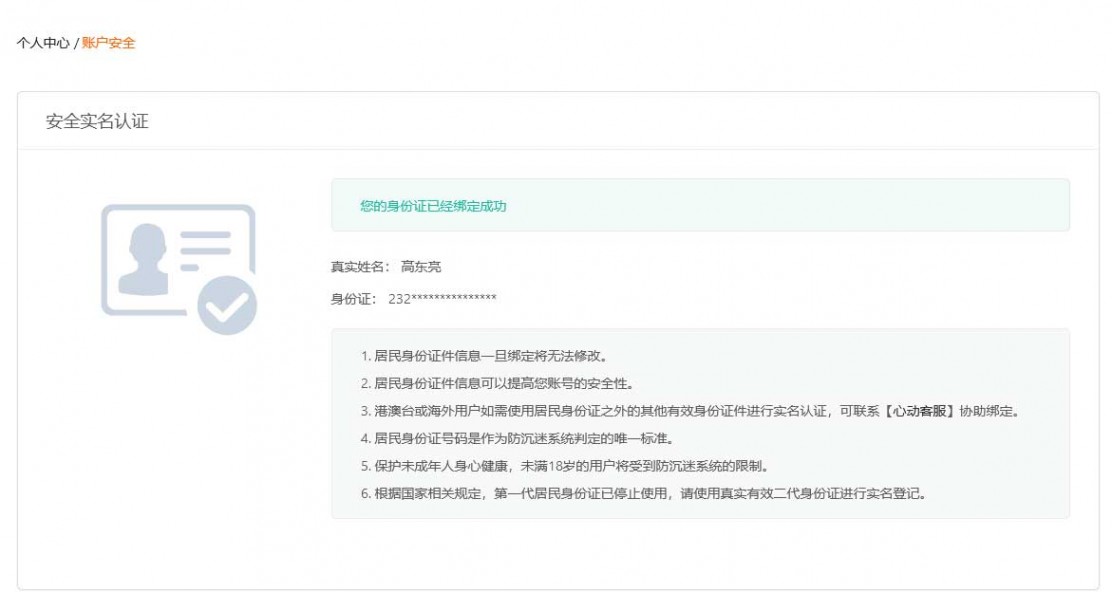 个人中心 / 账户安全
安全实名认证
您的身份证已经绑定成功
真实姓名： 高东亮
身份证： 232***************
1. 居民身份证件信息一旦绑定将无法修改。
2. 居民身份证件信息可以提高您账号的安全性。
3. 港澳台或海外用户如需使用居民身份证之外的其他有效身份证件进行实名认证，可联系【心动客服】协助绑定。
4. 居民身份证号码是作为防沉迷系统判定的唯一标准。
5. 保护未成年人身心健康，未满18岁的用户将受到防沉迷系统的限制。
6. 根据国家相关规定，第一代居民身份证已停止使用，请使用真实有效二代身份证进行实名登记。